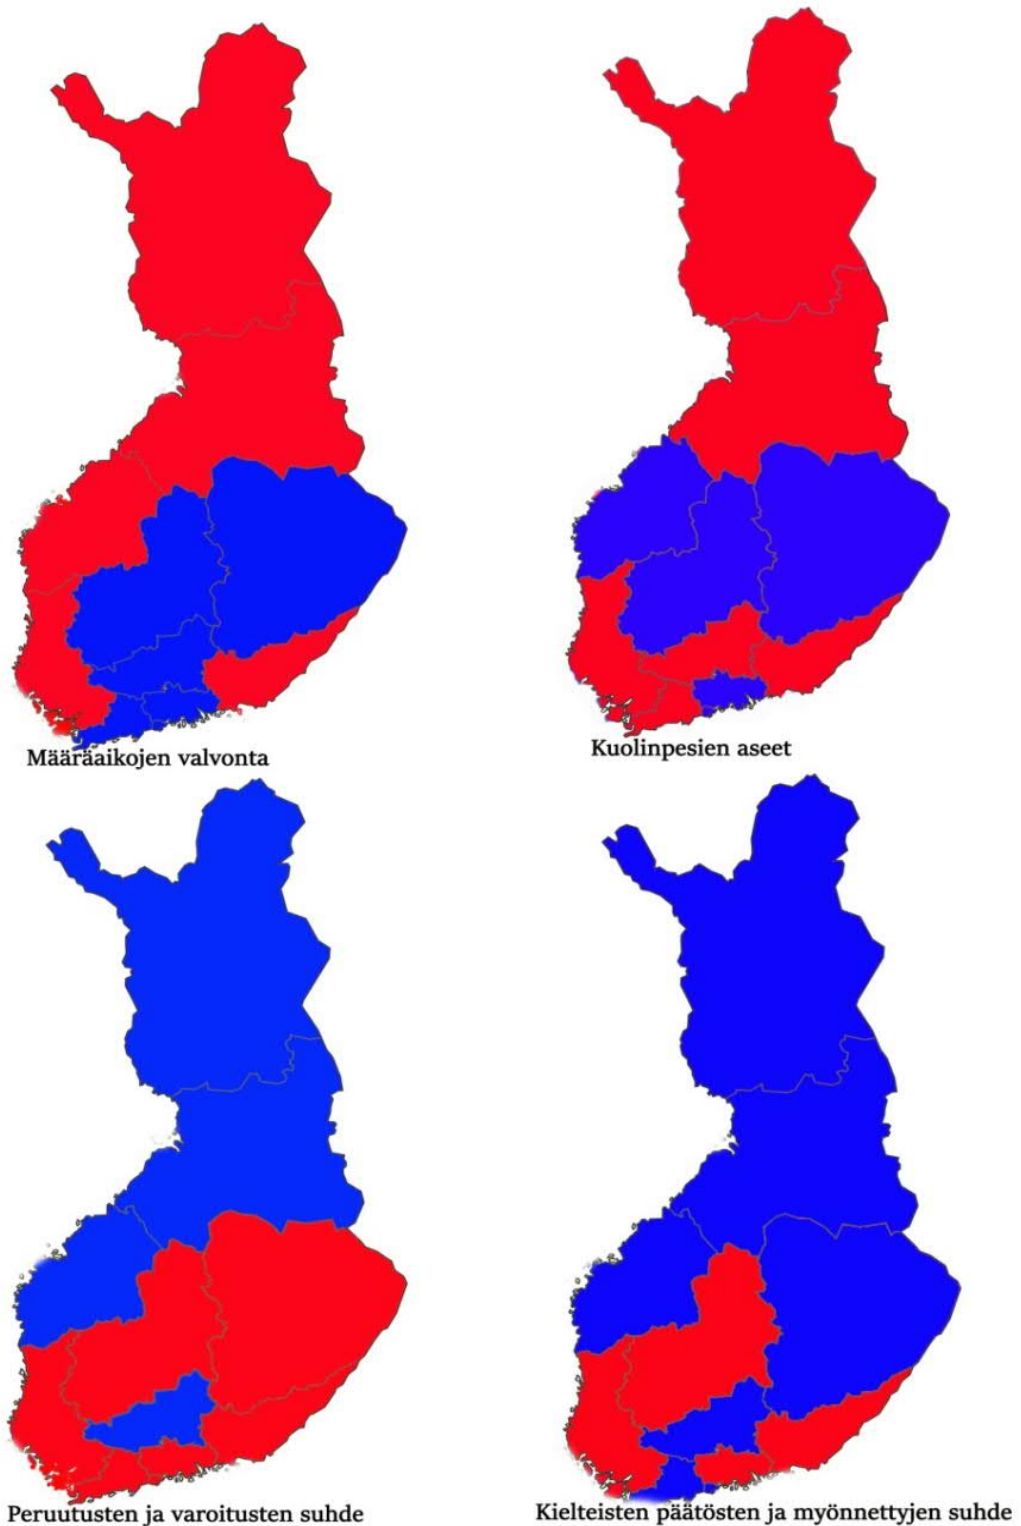 Määräaikojen valvonta
Kuolinpesien aseet
Peruutusten ja varoitusten suhde
Kielteisten päätösten ja myönnettyjen suhde